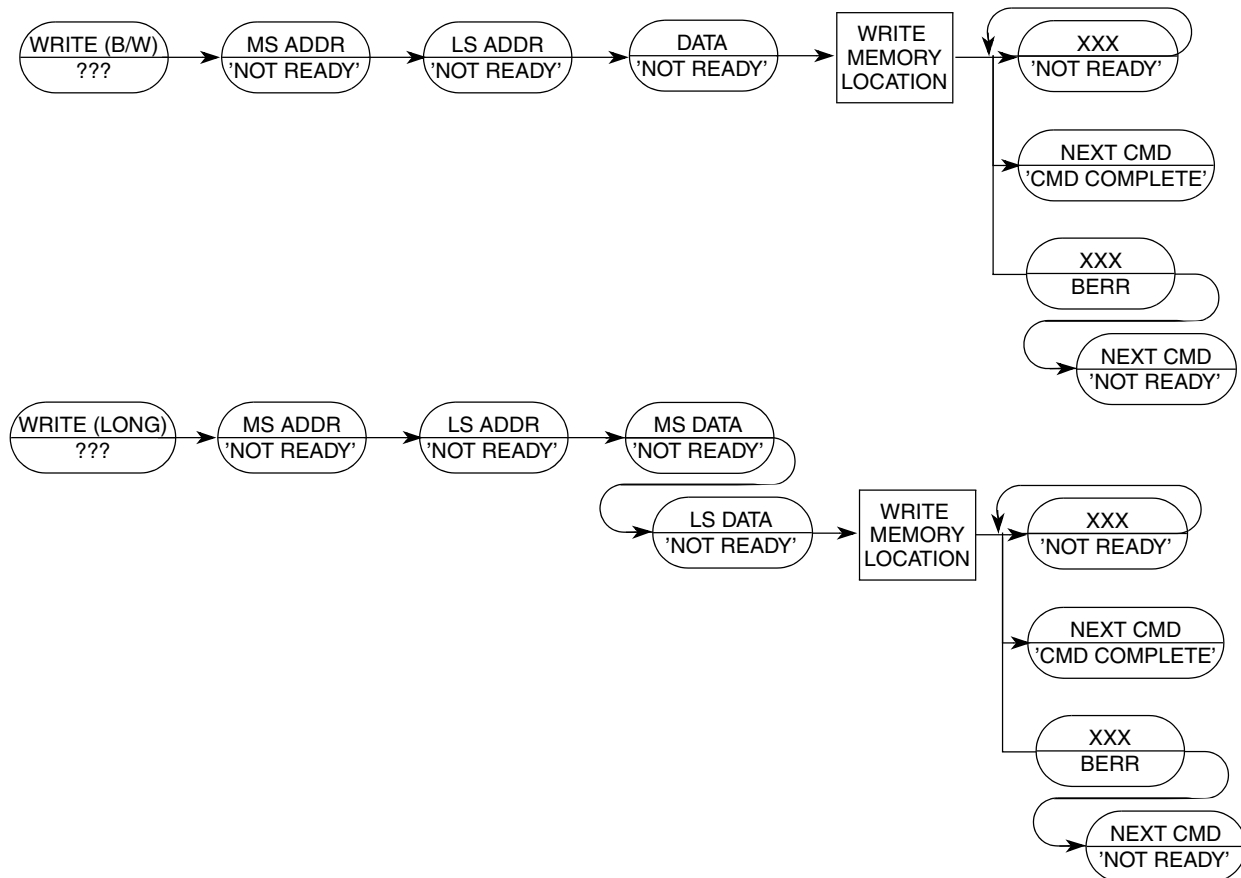 WRITE (B/W)
???
MS ADDR
'NOT READY'
LS ADDR
'NOT READY'
DATA
'NOT READY'
WRITE
MEMORY
LOCATION
XXX
'NOT READY'
NEXT CMD
'CMD COMPLETE'
XXX
BERR
NEXT CMD
'NOT READY'
WRITE (LONG)
???
MS ADDR
'NOT READY'
LS ADDR
'NOT READY'
MS DATA
'NOT READY'
LS DATA
'NOT READY'
WRITE
MEMORY
LOCATION
XXX
'NOT READY'
NEXT CMD
'CMD COMPLETE'
XXX
BERR
NEXT CMD
'NOT READY'